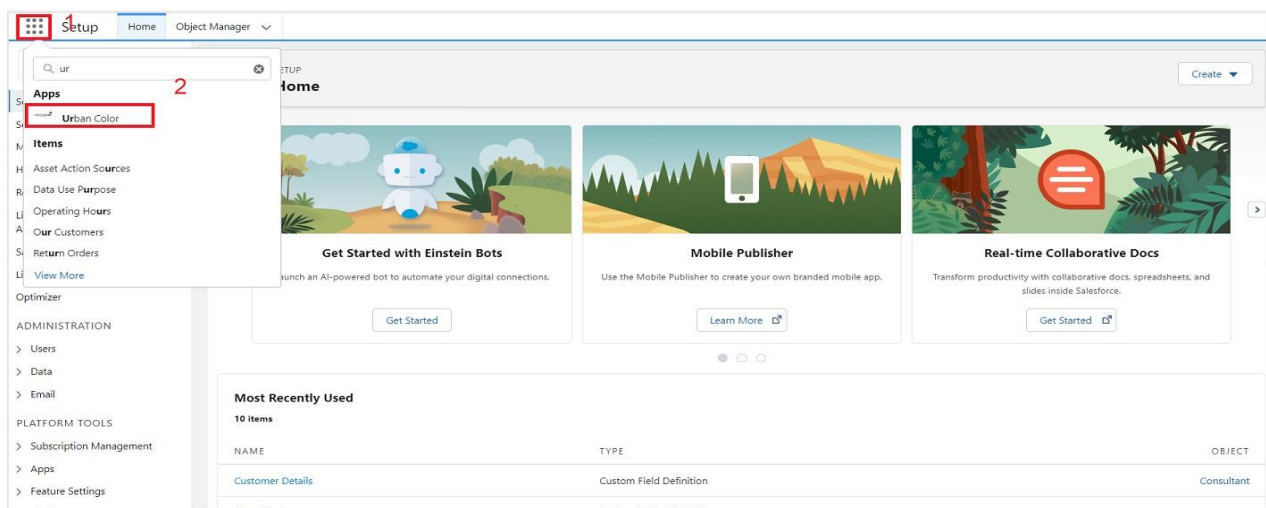 1
Setup Home Object Manager
ur
2
Apps
Urban Color
Items
Asset Action Sources
Data Use Purpose
Operating Hours
Our Customers
Return Orders
View More
ETUP
Home
Create
Optimizer
ADMINISTRATION
Users
Data
Email
PLATFORM TOOLS
Subscription Management
Apps
Feature Settings
Get Started with Einstein Bots
aunch an AI-powered bot to automate your digital connections.
Get Started
Mobile Publisher
Use the Mobile Publisher to create your own branded mobile app.
Learn More
Real-time Collaborative Docs
Transform productivity with collaborative docs, spreadsheets, and
slides inside Salesforce.
Get Started
Most Recently Used
10 items
NAME TYPE OBJECT
Customer Details Custom Field Definition Consultant